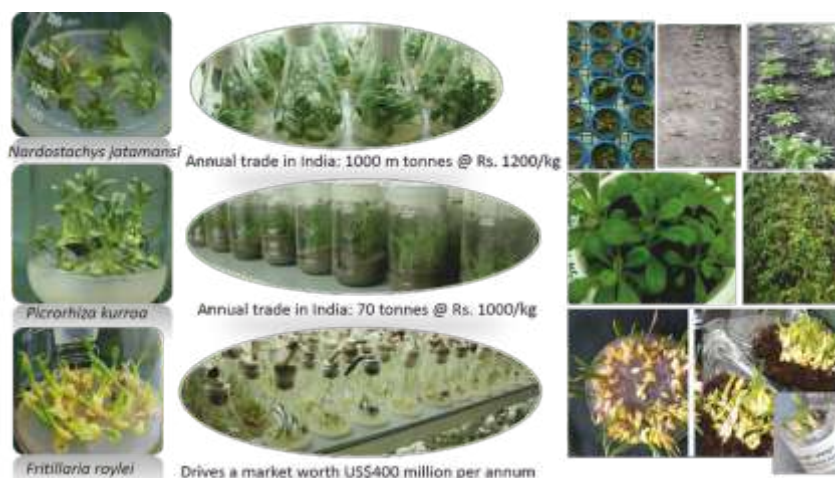 Nardostachys jatamansi
Annual trade in India: 1000 m tonnes @ Rs. 1200/kg
Picrorhiza kurroa
Annual trade in India: 70 tonnes @ Rs. 1000/kg
Fritillaria roylei
Drives a market worth US$400 million per annum